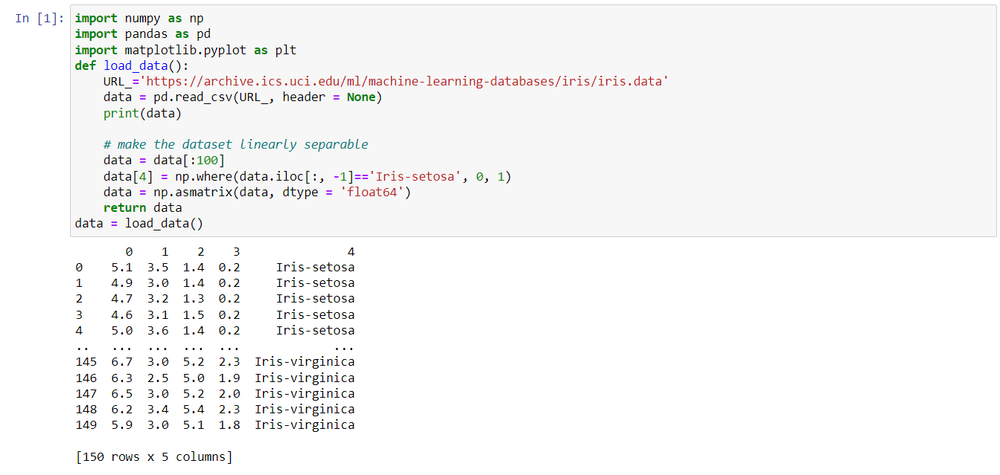 In [1]: import numpy as np
import pandas as pd
import matplotlib.pyplot as plt
def load_data():
    URL_='https://archive.ics.uci.edu/ml/machine-learning-databases/iris/iris.data'
    data = pd.read_csv(URL_, header = None)
    print(data)

    # make the dataset linearly separable
    data = data[:100]
    data[4] = np.where(data.iloc[:, -1]=='Iris-setosa', 0, 1)
    data = np.asmatrix(data, dtype = 'float64')
    return data
data = load_data()
       0    1    2    3               4
0    5.1  3.5  1.4  0.2     Iris-setosa
1    4.9  3.0  1.4  0.2     Iris-setosa
2    4.7  3.2  1.3  0.2     Iris-setosa
3    4.6  3.1  1.5  0.2     Iris-setosa
4    5.0  3.6  1.4  0.2     Iris-setosa
..   ...  ...  ...  ...             ...
145  6.7  3.0  5.2  2.3  Iris-virginica
146  6.3  2.5  5.0  1.9  Iris-virginica
147  6.5  3.0  5.2  2.0  Iris-virginica
148  6.2  3.4  5.4  2.3  Iris-virginica
149  5.9  3.0  5.1  1.8  Iris-virginica

[150 rows x 5 columns]